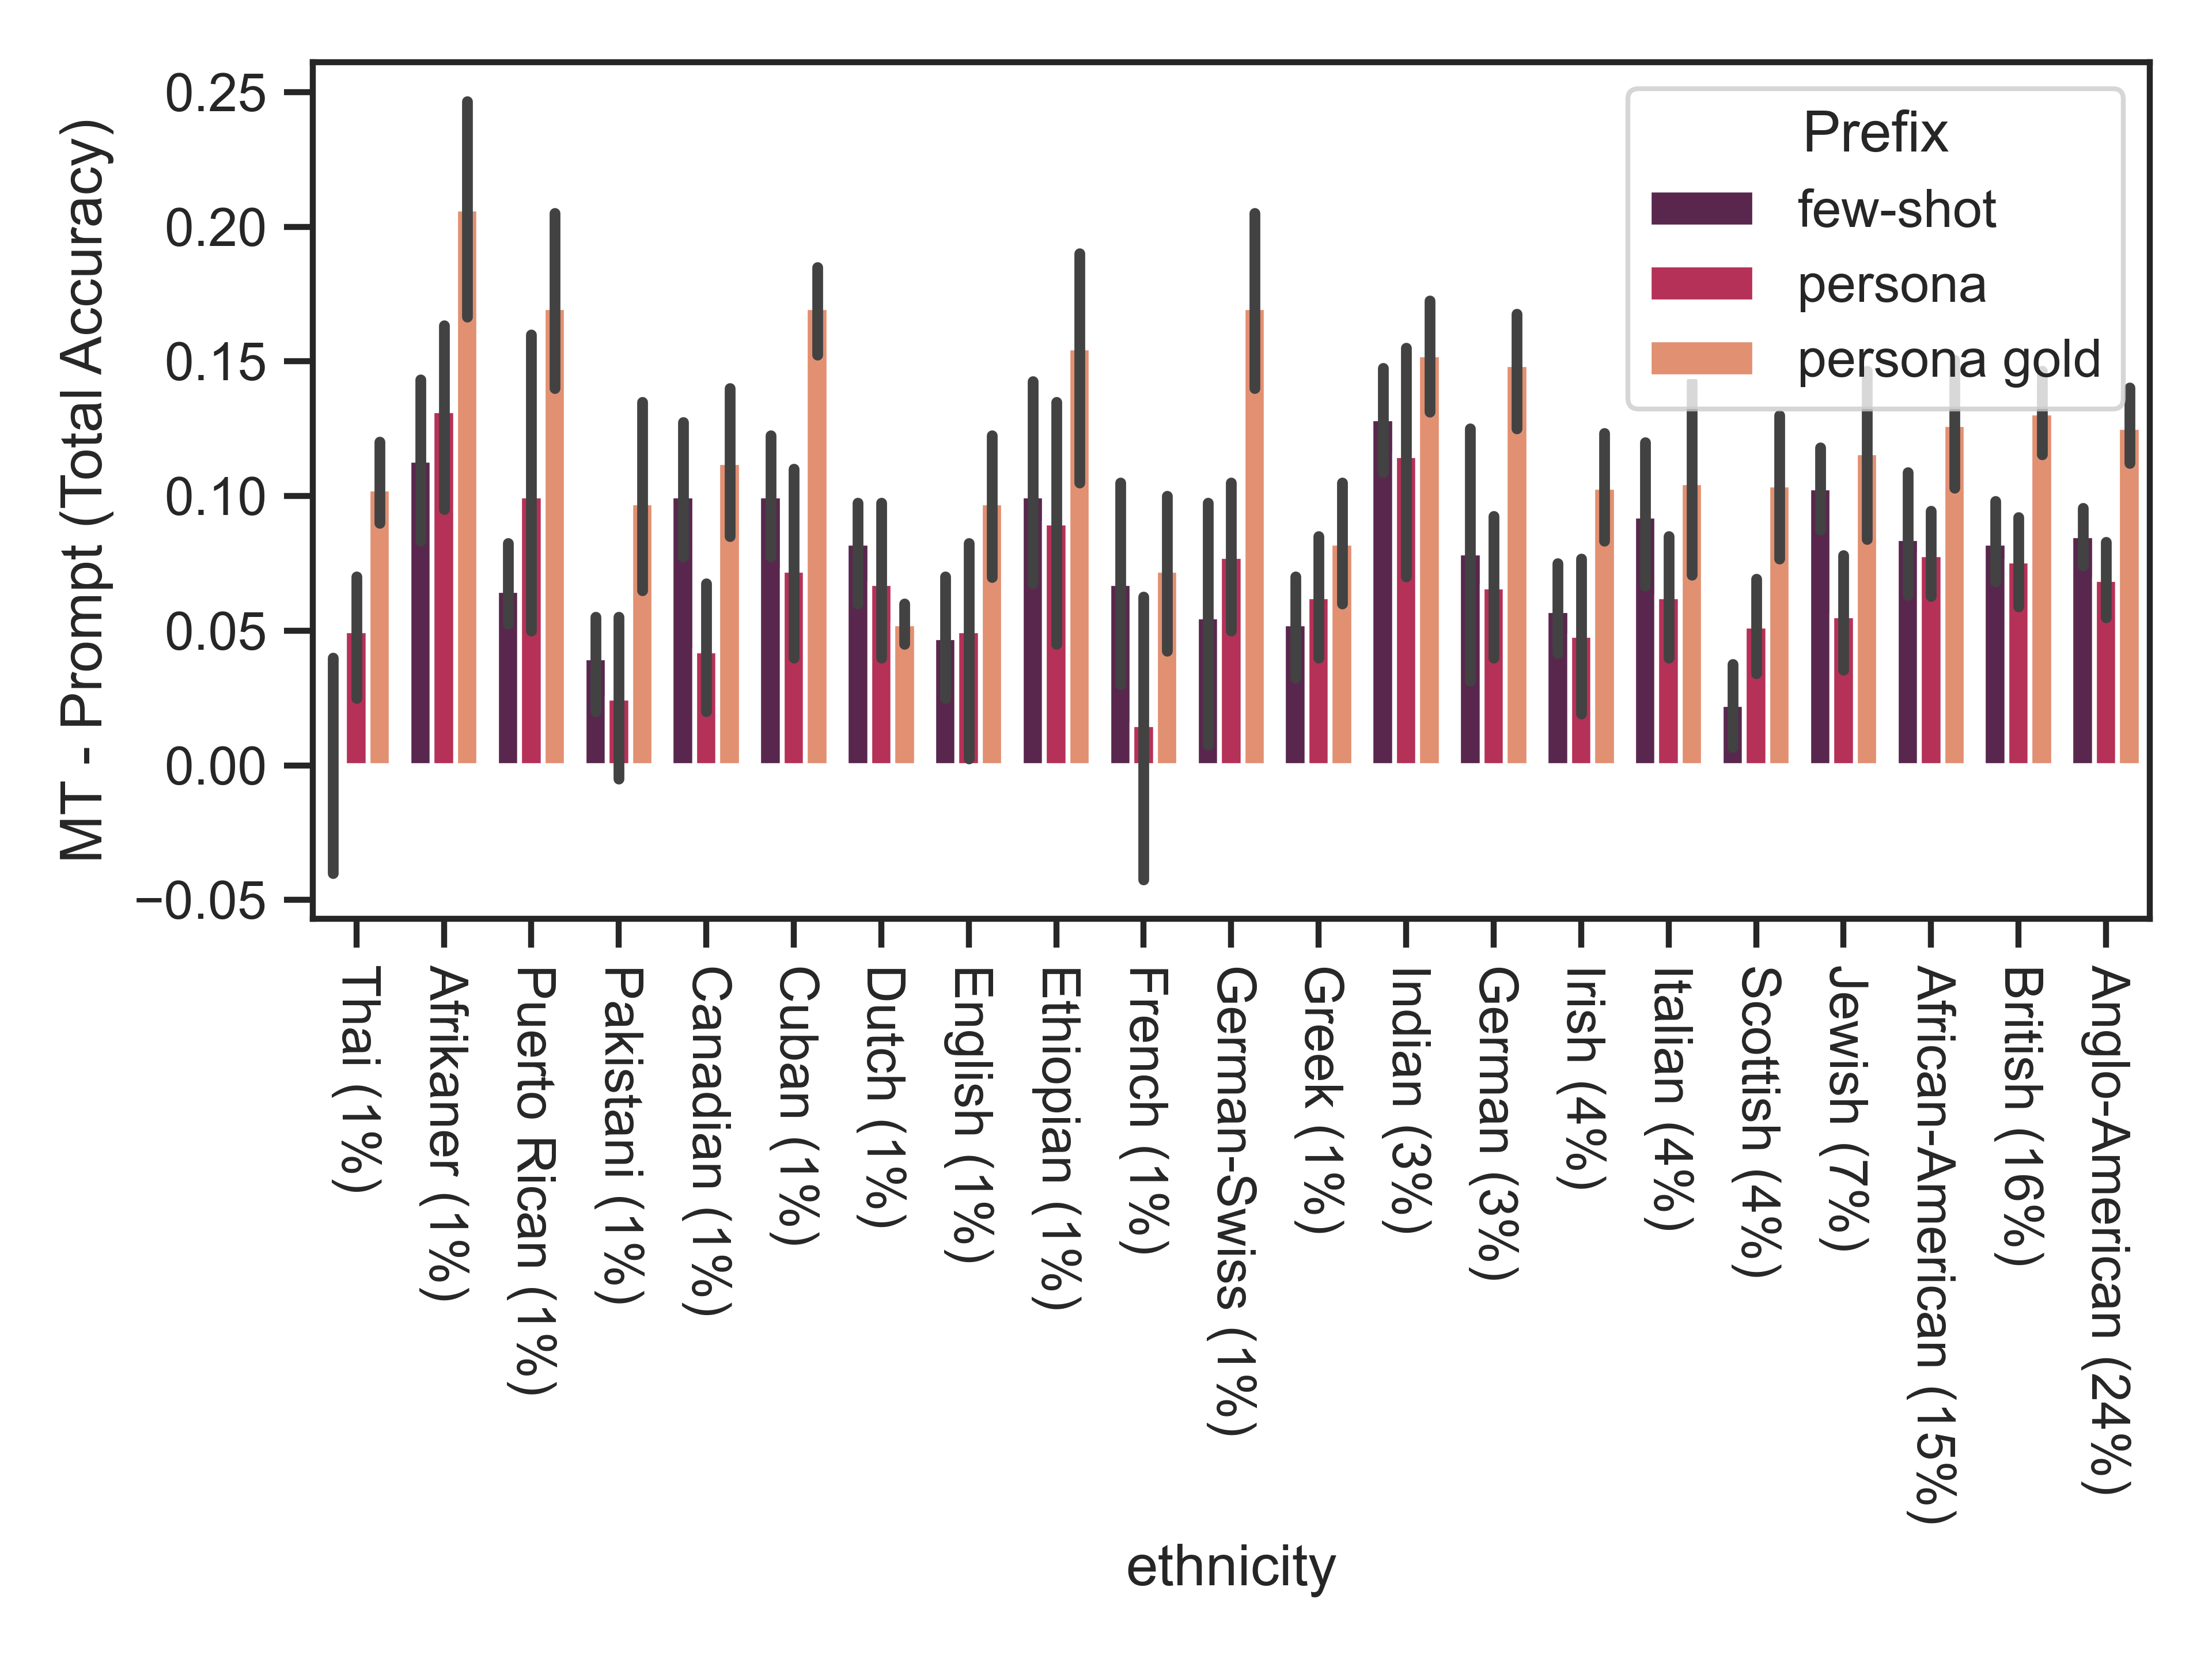 MT - Prompt (Total Accuracy)
0.25
0.20
0.15
0.10
0.05
0.00
−0.05
Prefix
few-shot
persona
persona gold
Thai (1%)
Afrikaner (1%)
Puerto Rican (1%)
Pakistani (1%)
Canadian (1%)
Cuban (1%)
Dutch (1%)
English (1%)
Ethiopian (1%)
French (1%)
German-Swiss (1%)
Greek (1%)
Indian (3%)
German (3%)
Irish (4%)
Italian (4%)
Scottish (4%)
Jewish (7%)
African-American (15%)
British (16%)
Anglo-American (24%)
ethnicity